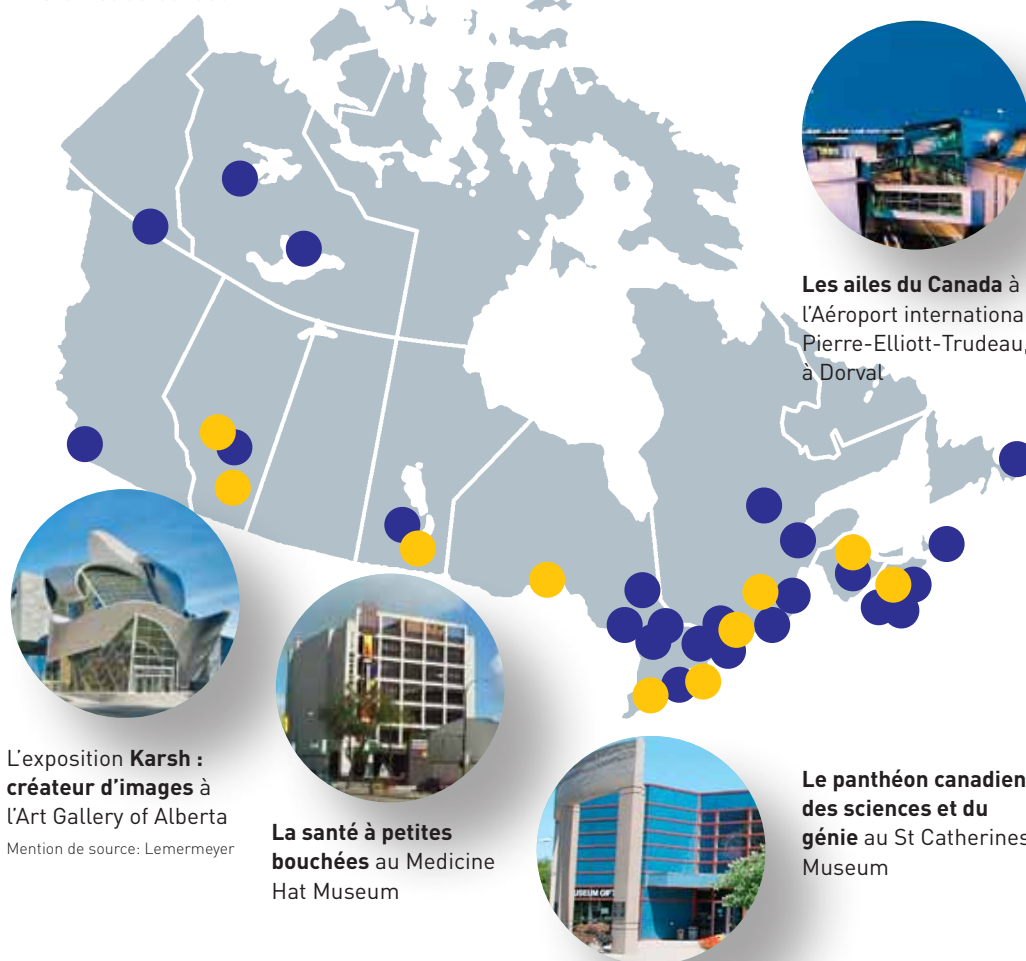 Les ailes du Canada à
l'Aéroport internationa
Pierre-Elliott-Trudeau,
à Dorval
L'exposition Karsh :
créateur d'images à
l'Art Gallery of Alberta
Mention de source: Lemermeyer
La santé à petites
bouchées au Medicine
Hat Museum
USEUM GIF
Le panthéon canadien
des sciences et du
génie au St Catherines
Museum